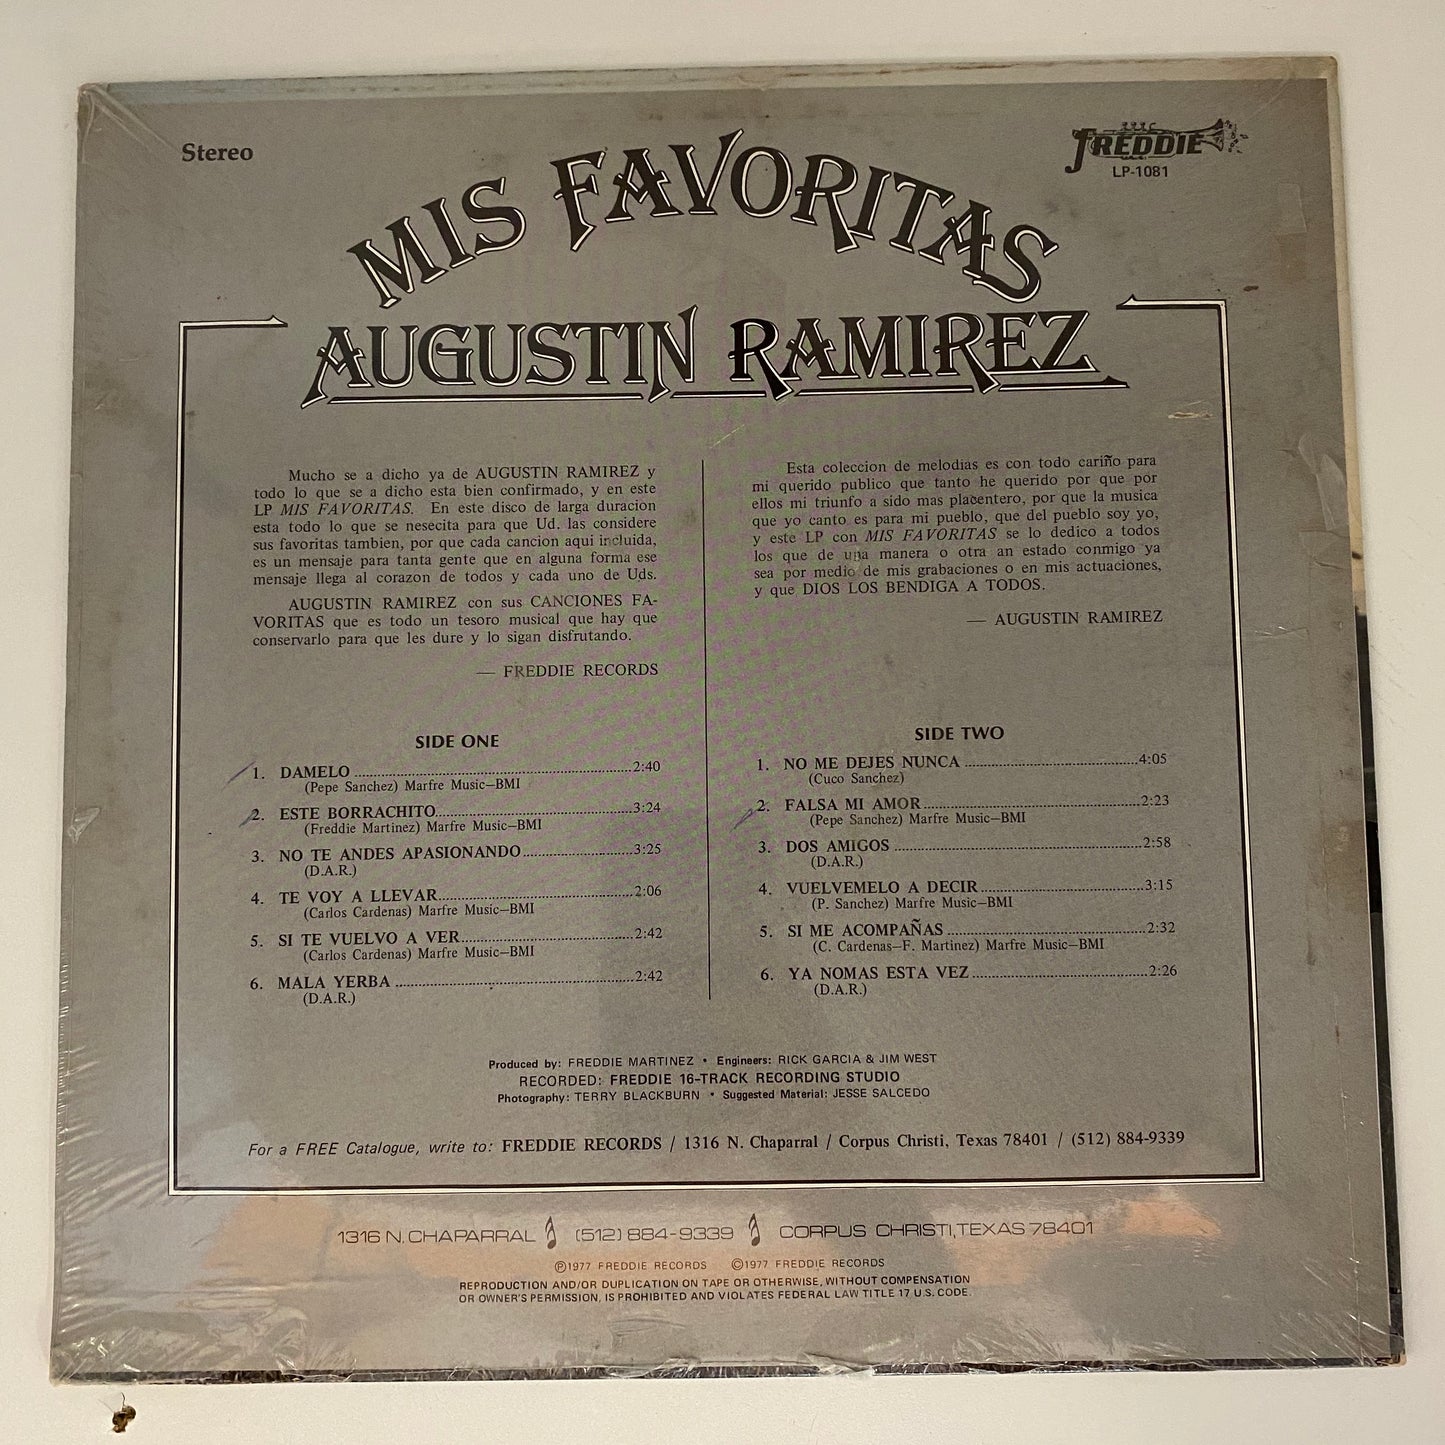 Stereo
FREDDIE
LP-1081
MIS FAVORITAS
AUGUSTIN RAMIREZ
Mucho se a dicho ya de AUGUSTIN RAMIREZ y
todo lo que se a dicho esta bien confirmado, y en este
LP MIS FAVORITAS. En este disco de larga duracion
esta todo lo que se nesecita para que Ud. las considere
sus favoritas tambien, por que cada cancion aqui incluida,
es un mensaje para tanta gente que en alguna forma ese
mensaje llega al corazon de todos y cada uno de Uds.
AUGUSTIN RAMIREZ con sus CANCIONES FA-
VORITAS que es todo un tesoro musical que hay que
conservarlo para que les dure y lo sigan disfrutando.
— FREDDIE RECORDS
Esta coleccion de melodias es con todo cariño para
mi querido publico que tanto he querido por que por
ellos mi triunfo a sido mas placentero, por que la musica
que yo canto es para mi pueblo, que del pueblo soy yo,
y este LP con MIS FAVORITAS se lo dedico a todos
los que de una manera o otra an estado conmigo ya
sea por medio de mis grabaciones o en mis actuaciones,
y que DIOS LOS BENDIGA A TODOS.
— AUGUSTIN RAMIREZ
SIDE ONE
1. DAMELO ........ 2:40
(Pepe Sanchez) Marfre Music—BMI
2. ESTE BORRACHITO ........ 3:24
(Freddie Martinez) Marfre Music—BMI
3. NO TE ANDES APASIONANDO ........ 3:25
(D.A.R.)
4. TE VOY A LLEVAR ........ 2:06
(Carlos Cardenas) Marfre Music—BMI
5. SI TE VUELVO A VER ........ 2:42
(Carlos Cardenas) Marfre Music—BMI
6. MALA YERBA ........ 2:42
(D.A.R.)
SIDE TWO
1. NO ME DEJES NUNCA ........ 4:05
(Cuco Sanchez)
2. FALSA MI AMOR ........ 2:23
(Pepe Sanchez) Marfre Music—BMI
3. DOS AMIGOS ........ 2:58
(D.A.R.)
4. VUELVEMELO A DECIR ........ 3:15
(P. Sanchez) Marfre Music—BMI
5. SI ME ACOMPAÑAS ........ 2:32
(C. Cardenas—F. Martinez) Marfre Music—BMI
6. YA NOMAS ESTA VEZ ........ 2:26
(D.A.R.)
Produced by: FREDDIE MARTINEZ • Engineers: RICK GARCIA & JIM WEST
RECORDED: FREDDIE 16-TRACK RECORDING STUDIO
Photography: TERRY BLACKBURN • Suggested Material: JESSE SALCEDO
For a FREE Catalogue, write to: FREDDIE RECORDS / 1316 N. Chaparral / Corpus Christi, Texas 78401 / (512) 884-9339
1316 N. CHAPARRAL (512) 884-9339 CORPUS CHRISTI, TEXAS 78401
℗1977 FREDDIE RECORDS ©1977 FREDDIE RECORDS
REPRODUCTION AND/OR DUPLICATION ON TAPE OR OTHERWISE, WITHOUT COMPENSATION
OR OWNER'S PERMISSION, IS PROHIBITED AND VIOLATES FEDERAL LAW TITLE 17 U.S. CODE.